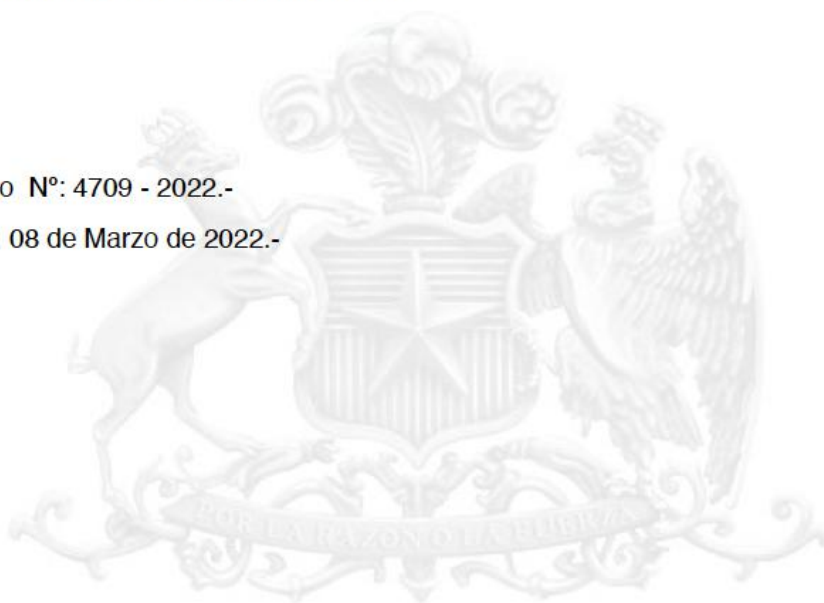 o Nº: 4709 - 2022.-
08 de Marzo de 2022.-
POR LA RAZON O LA FUERZA